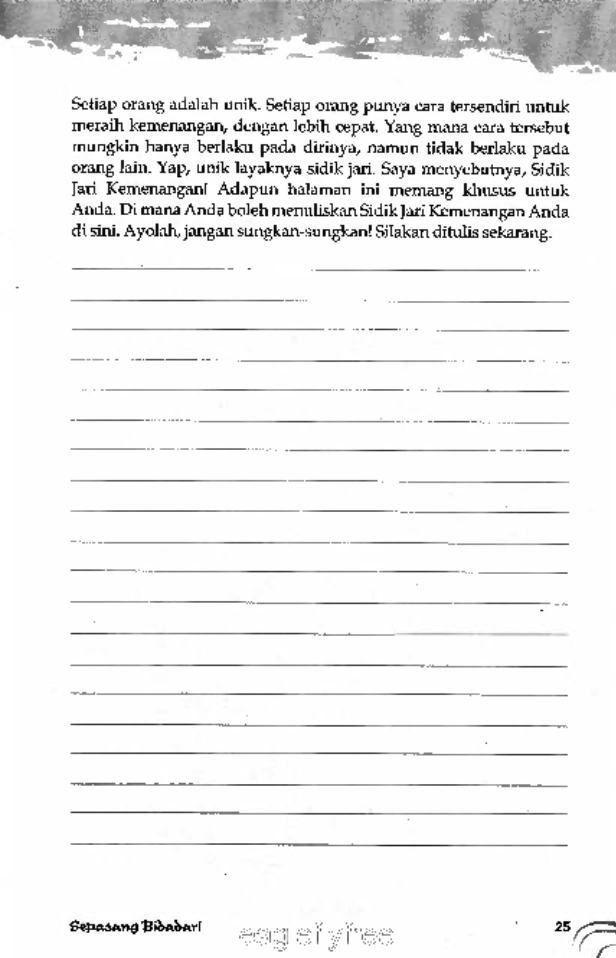 Setiap orang adalah unik. Setiap orang punya cara tersendiri untuk
meraih kemenangan, dengan lebih cepat. Yang mana cara tersebut
mungkin hanya berlaku pada dirinya, namun tidak berlaku pada
orang lain. Yap, unik layaknya sidik jari. Saya menyebutnya, Sidik
Jari Kemenangan! Adapun halaman ini memang khusus untuk
Anda. Di mana Anda boleh menuliskan Sidik Jari Kemenangan Anda
di sini. Ayolah, jangan sungkan-sungkan! Silakan ditulis sekarang.
Sepasang Bidadari
25